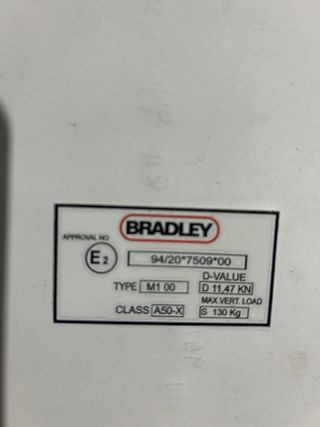 BRADLEY
APPROVAL NO
E2
94/20*7509*00
D-VALUE
TYPE M1 00 D 11,47 KN
MAX.VERT. LOAD
CLASS A50-X S 130 Kg